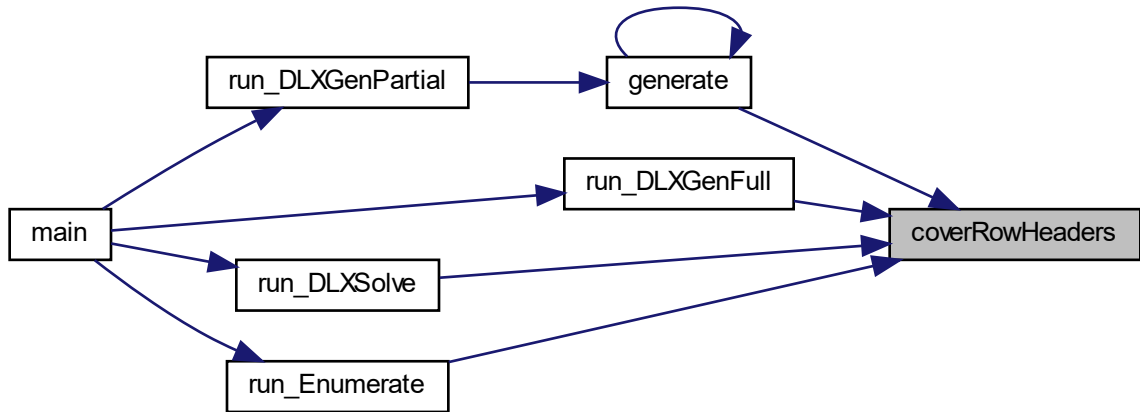 run_DLXGenPartial
generate
run_DLXGenFull
main
coverRowHeaders
run_DLXSolve
run_Enumerate